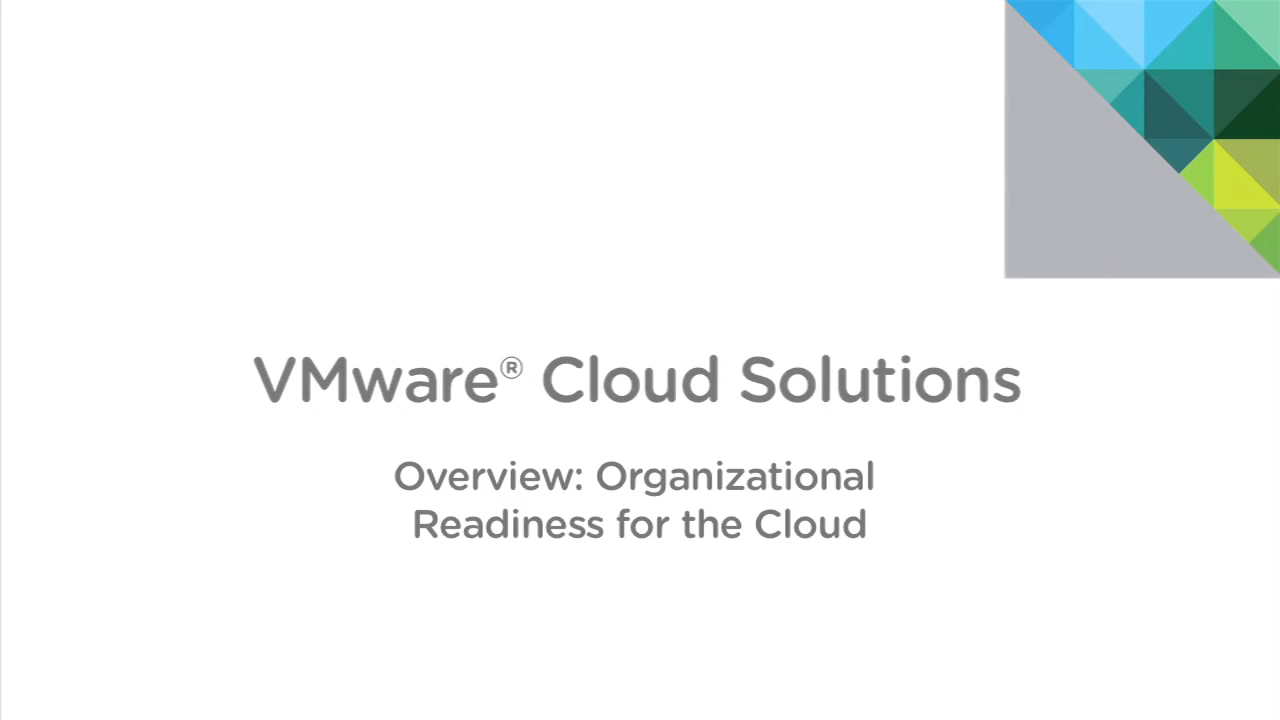 VMware® Cloud Solutions
Overview: Organizational
Readiness for the Cloud